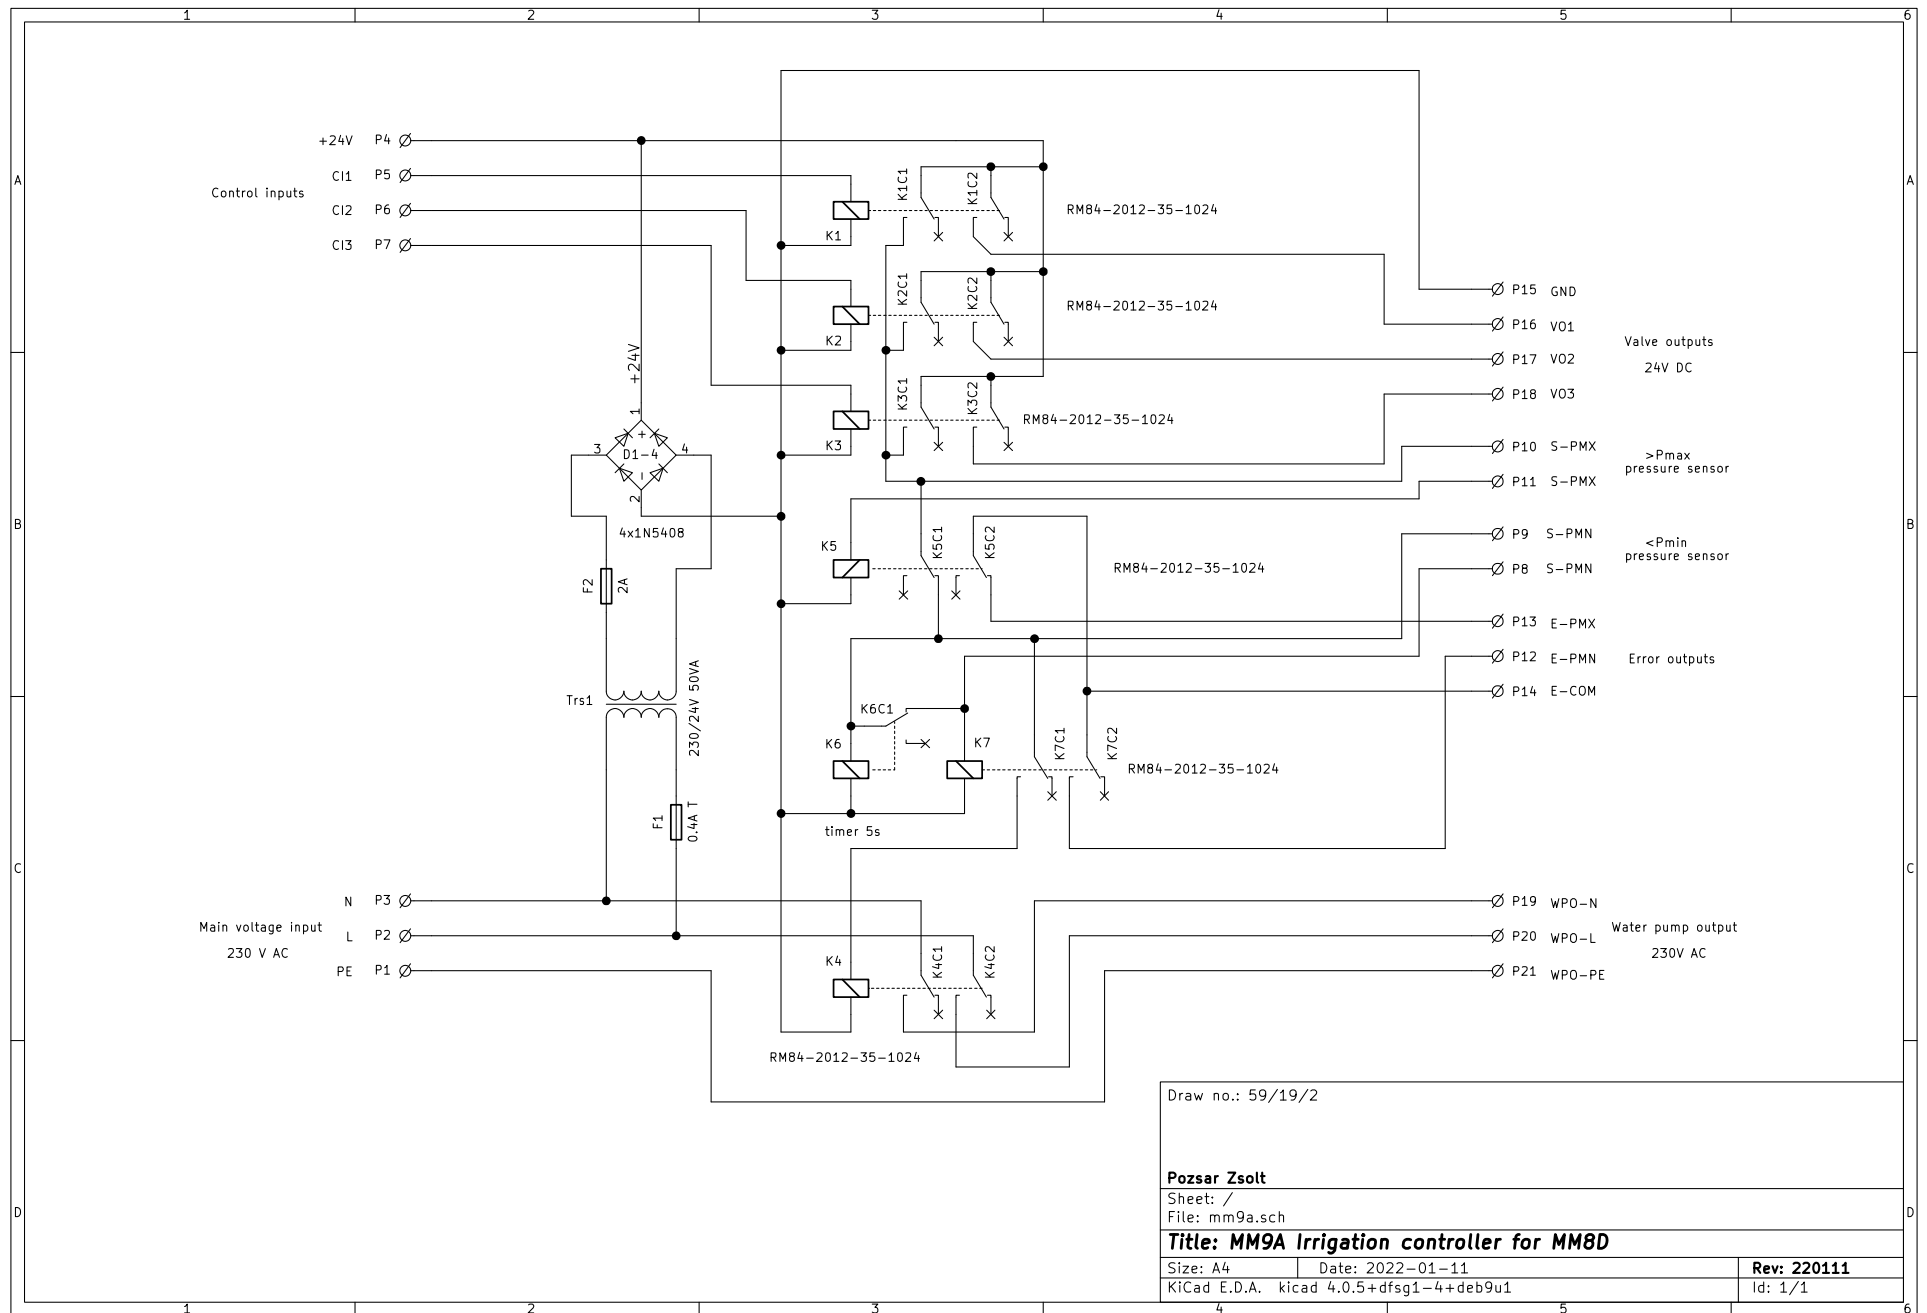 1 2 3 4 5 6
A A
B B
C C
D D
+24V P4
CI1 P5
Control inputs
CI2 P6
CI3 P7
K1
K1C1
K1C2
RM84-2012-35-1024
K2
K2C1
K2C2
RM84-2012-35-1024
K3
K3C1
K3C2
RM84-2012-35-1024
P15 GND
P16 VO1
P17 VO2
P18 VO3
Valve outputs
24V DC
P10 S-PMX
P11 S-PMX
>Pmax
pressure sensor
P9 S-PMN
P8 S-PMN
<Pmin
pressure sensor
P13 E-PMX
P12 E-PMN
P14 E-COM
Error outputs
+24V
1
3
+
D1-4
-
4
2
4x1N5408
F2
2A
K5
K5C1
K5C2
RM84-2012-35-1024
Trs1
230/24V 50VA
K6C1
K6
K7
K7C1
K7C2
RM84-2012-35-1024
timer 5s
F1
0.4A T
N P3
Main voltage input
L P2
230 V AC
PE P1
K4
K4C1
K4C2
RM84-2012-35-1024
P19 WPO-N
P20 WPO-L
P21 WPO-PE
Water pump output
230V AC
Draw no.: 59/19/2
Pozsar Zsolt
Sheet: /
File: mm9a.sch
Title: MM9A Irrigation controller for MM8D
Size: A4 Date: 2022-01-11 Rev: 220111
KiCad E.D.A. kicad 4.0.5+dfsg1-4+deb9u1 Id: 1/1
1 2 3 4 5 6